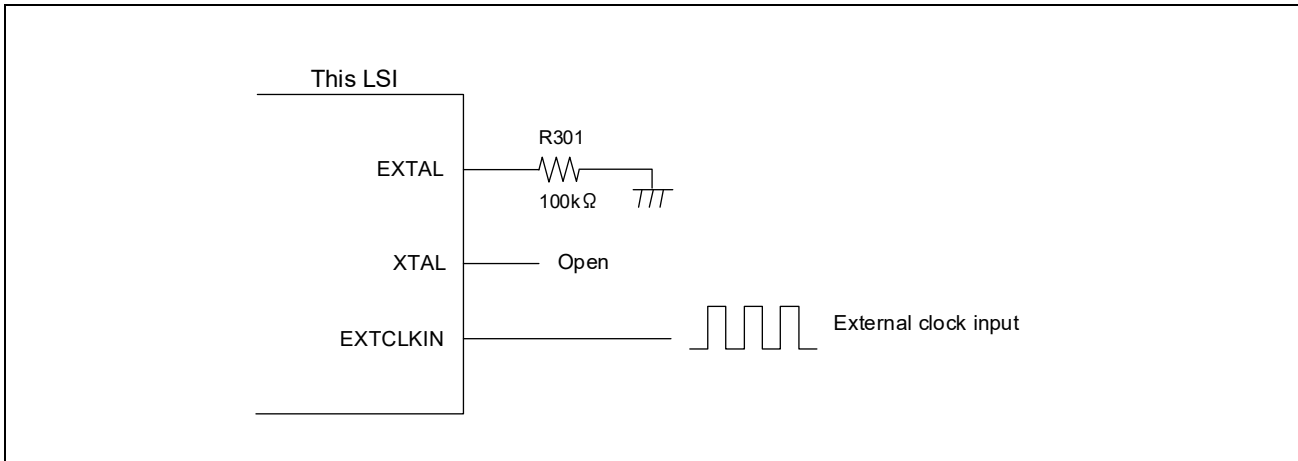 This LSI
R301
EXTAL
100kΩ
XTAL
Open
EXTCLKIN
External clock input